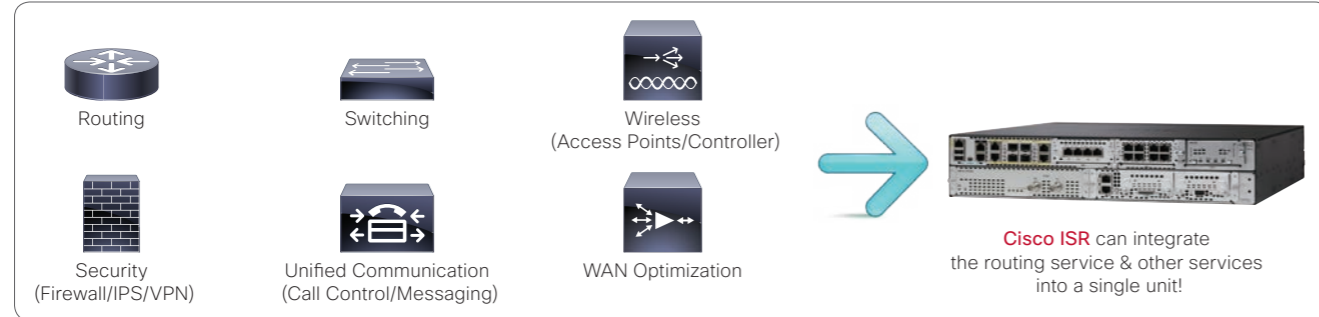 Routing
Switching
Wireless
(Access Points/Controller)
Security
(Firewall/IPS/VPN)
Unified Communication
(Call Control/Messaging)
WAN Optimization
Cisco ISR can integrate
the routing service & other services
into a single unit!